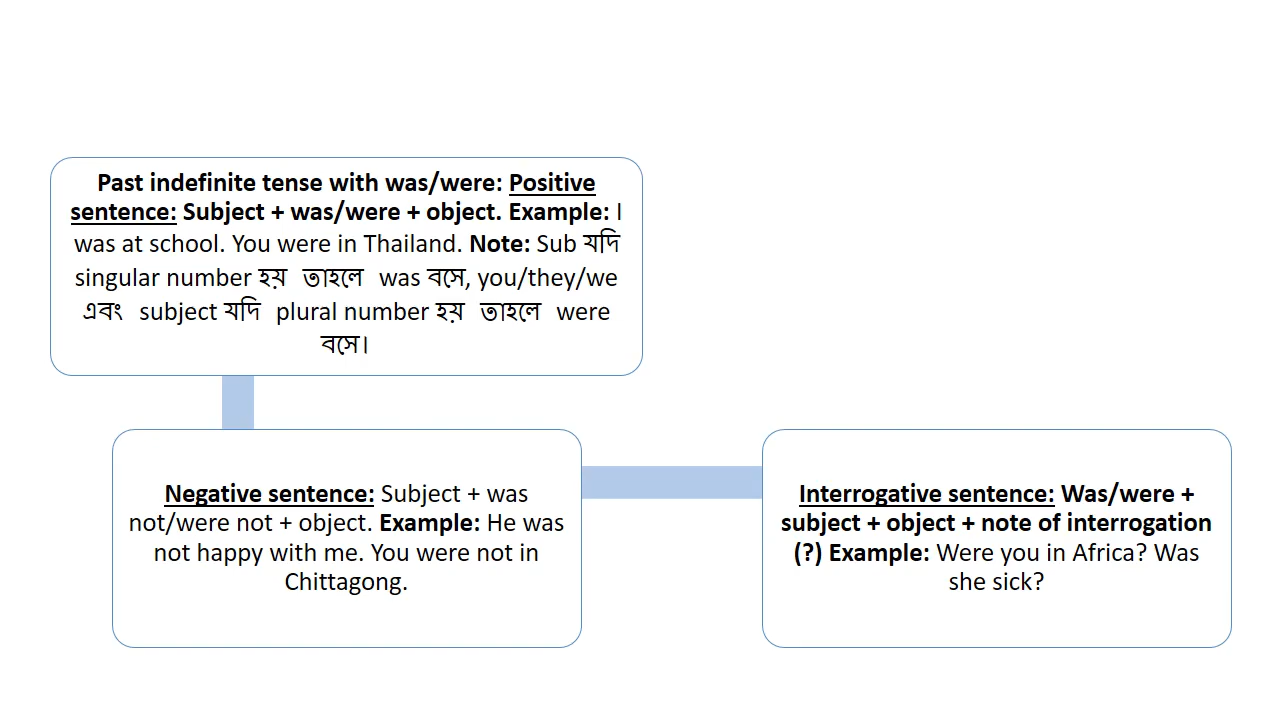 Past indefinite tense with was/were: Positive
sentence: Subject + was/were + object. Example: I
was at school. You were in Thailand. Note: Sub যদি
singular number হয় তাহলে was বসে, you/they/we
এবং subject যদি plural number হয় তাহলে were
বসে।
Negative sentence: Subject + was
not/were not + object. Example: He was
not happy with me. You were not in
Chittagong.
Interrogative sentence: Was/were +
subject + object + note of interrogation
(?) Example: Were you in Africa? Was
she sick?